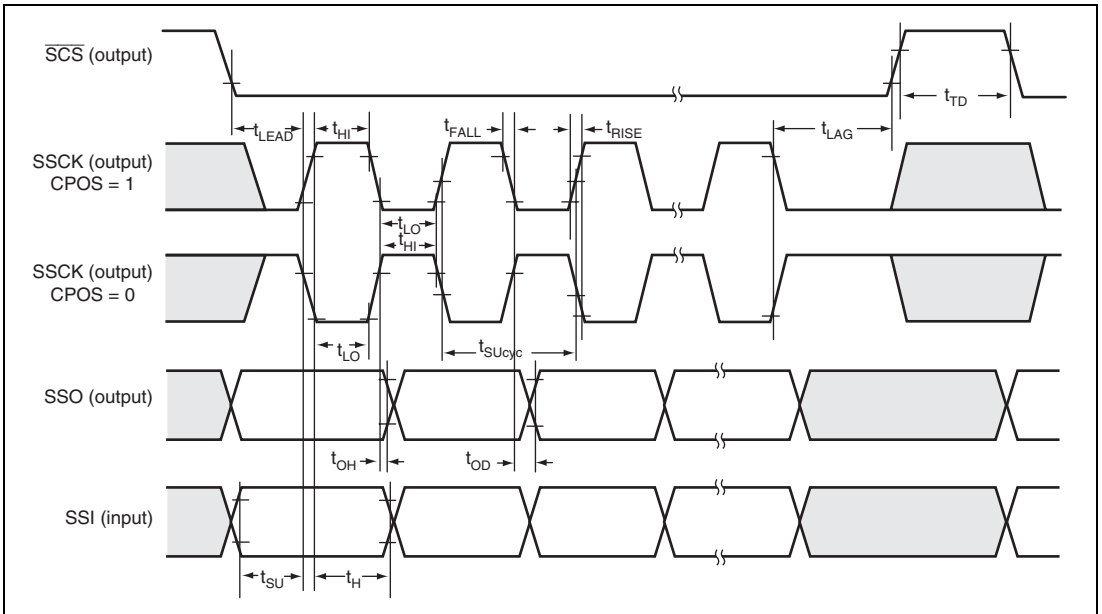 SCS (output)
tTD
tLEAD
tHI
tFALL
tRISE
tLAG
SSCK (output)
CPOS = 1
tLO
tHI
SSCK (output)
CPOS = 0
tLO
tSUcyc
SSO (output)
tOH
tOD
SSI (input)
tSU
tH